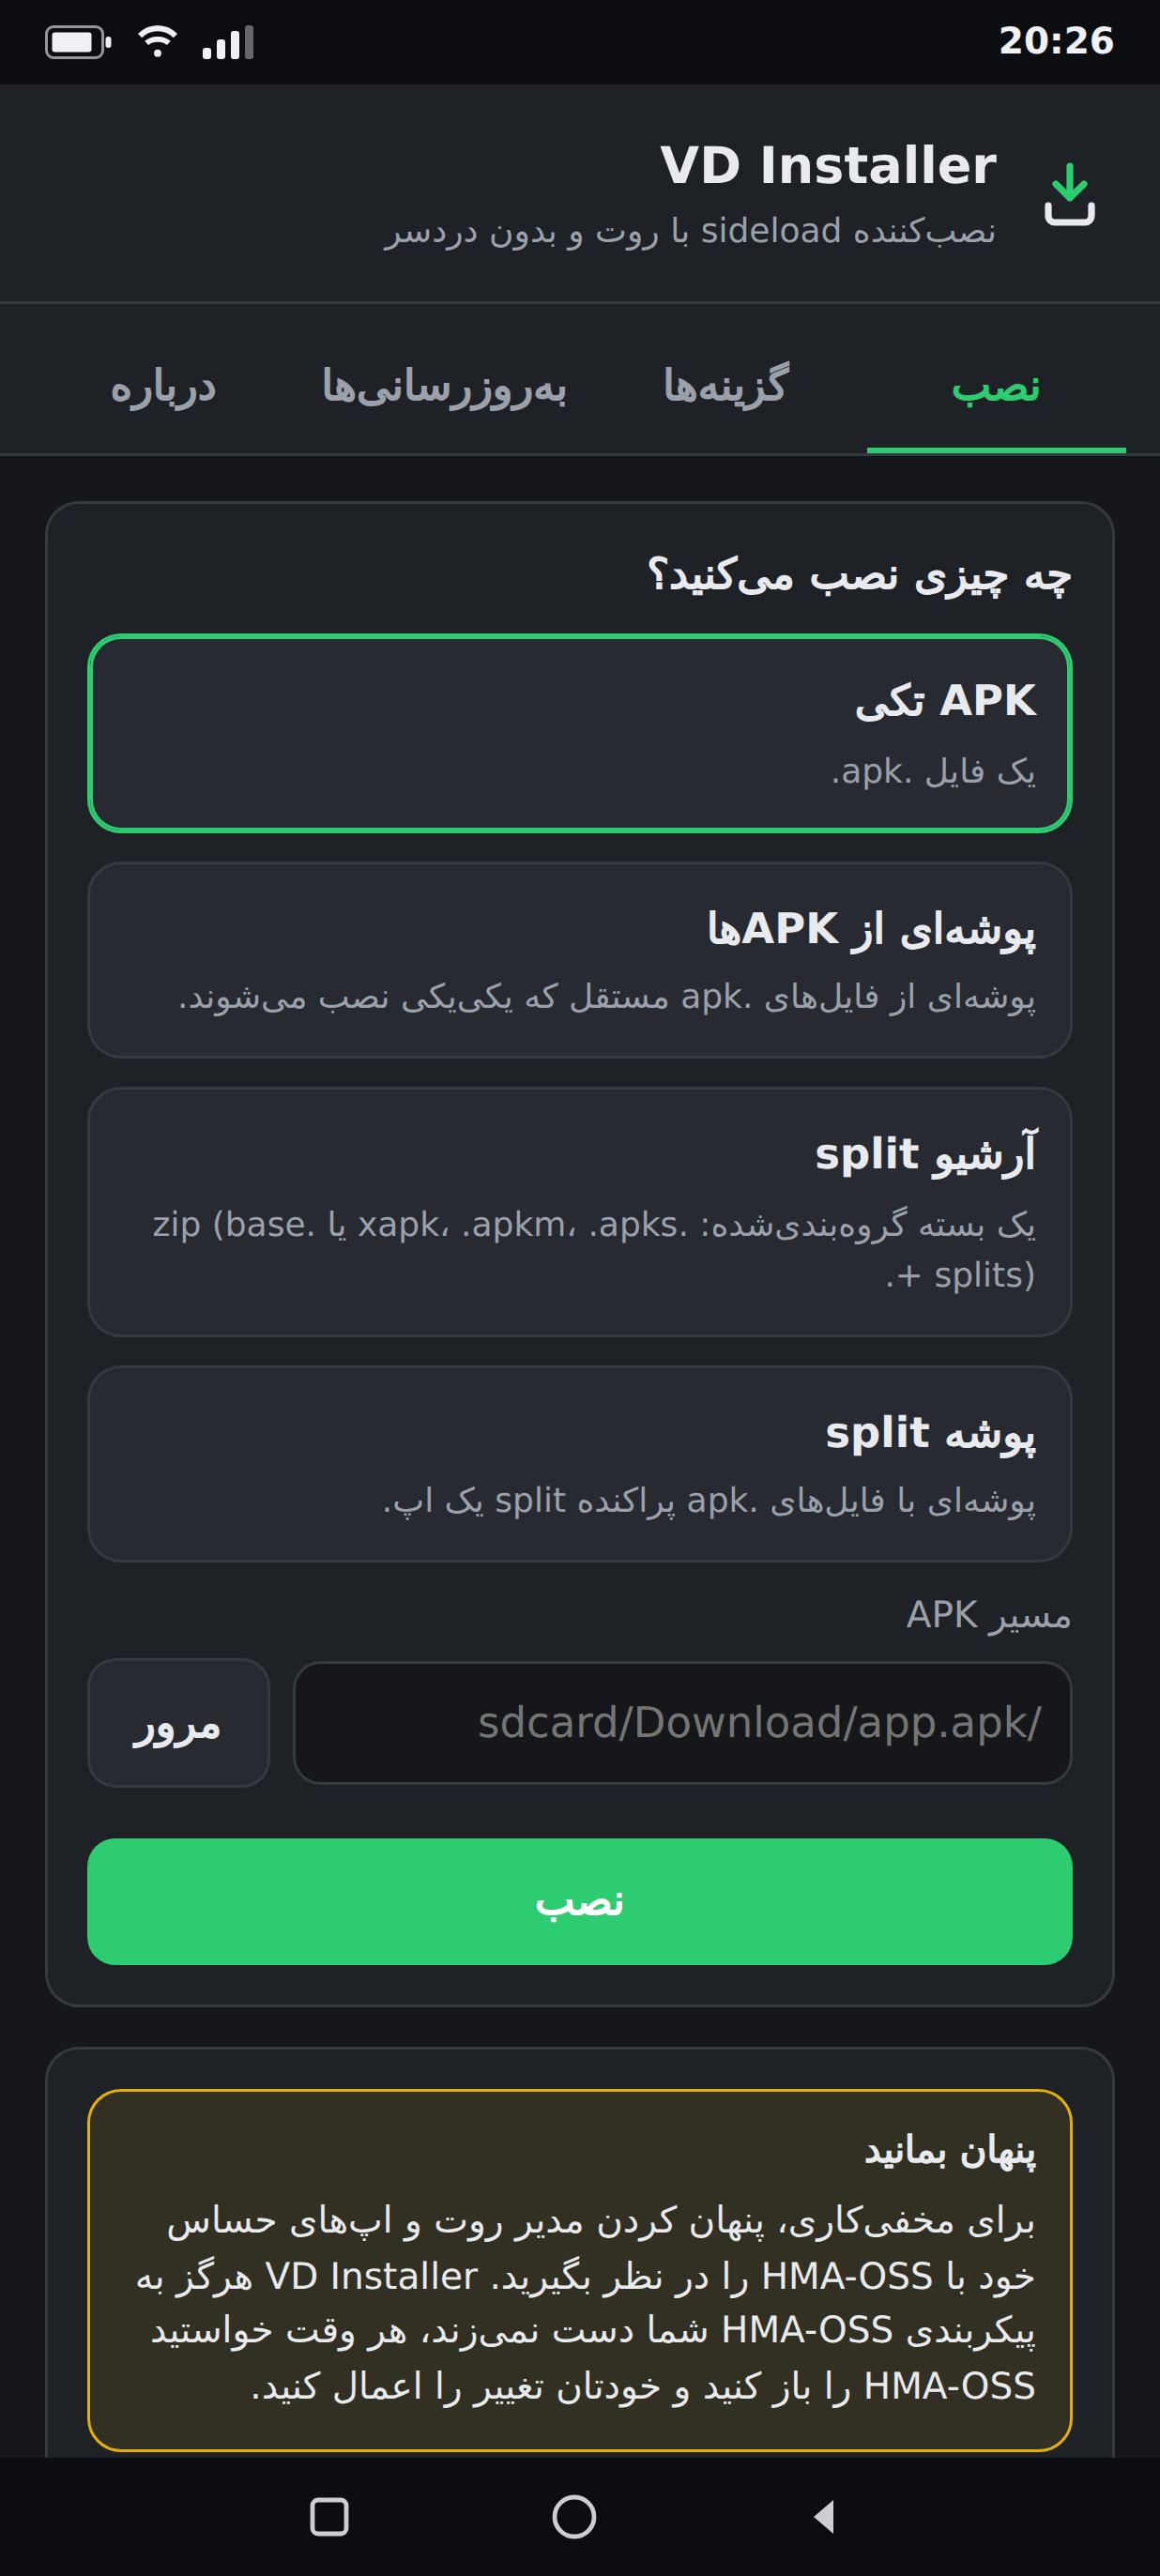 20:26
VD Installer
نصب‌کننده sideload با روت و بدون دردسر
نصب
گزینه‌ها
به‌روزرسانی‌ها
درباره
چه چیزی نصب می‌کنید؟
APK تکی
یک فایل .apk.
پوشه‌ای از APKها
پوشه‌ای از فایل‌های .apk مستقل که یکی‌یکی نصب می‌شوند.
آرشیو split
یک بسته گروه‌بندی‌شده: .xapk، .apkm، .apks یا .zip (base
+ splits).
پوشه split
پوشه‌ای با فایل‌های .apk پراکنده split یک اپ.
مسیر APK
/sdcard/Download/app.apk
مرور
نصب
پنهان بمانید
برای مخفی‌کاری، پنهان کردن مدیر روت و اپ‌های حساس
خود با HMA-OSS را در نظر بگیرید. VD Installer هرگز به
پیکربندی HMA-OSS شما دست نمی‌زند، هر وقت خواستید
HMA-OSS را باز کنید و خودتان تغییر را اعمال کنید.